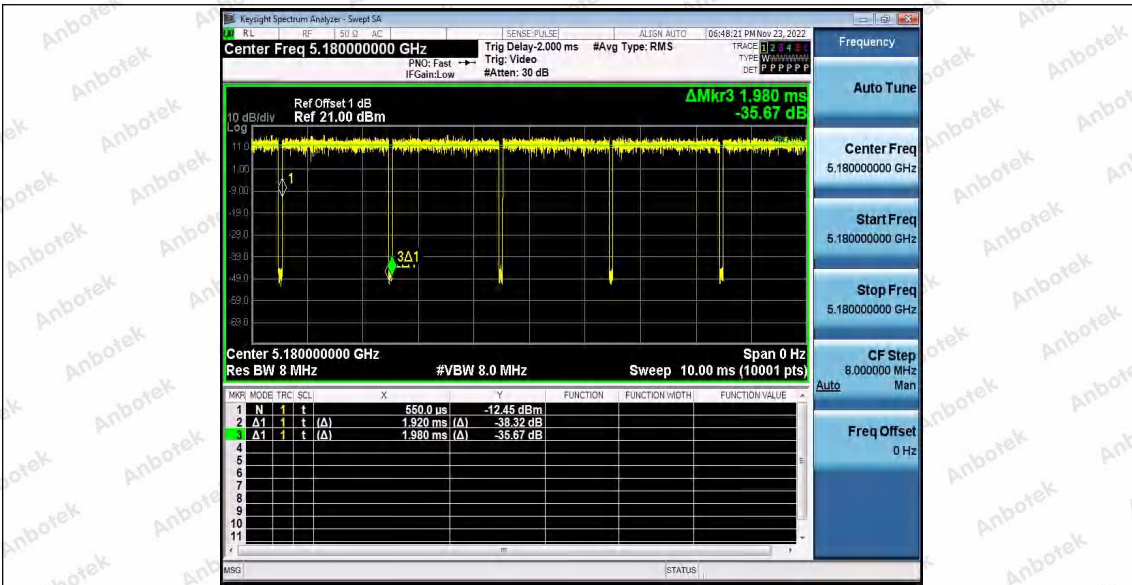 Keysight Spectrum Analyzer - Swept SA
RL RF 50 Ω AC SENSE:PULSE ALIGN AUTO 06:48:21 PM Nov 23, 2022
Center Freq 5.180000000 GHz
PNO: Fast
IFGain:Low
Trig Delay-2.000 ms
Trig: Video
#Atten: 30 dB
#Avg Type: RMS
TRACE 1 2 3 4 5 6
TYPE WWWWWW
DET P P P P P P
Ref Offset 1 dB
10 dB/div Ref 21.00 dBm
Log
ΔMkr3 1.980 ms
-35.67 dB
11.0
1.00
-9.00
-19.0
-29.0
-39.0
-49.0
-59.0
-69.0
1
3Δ1
Center 5.180000000 GHz Span 0 Hz
Res BW 8 MHz #VBW 8.0 MHz Sweep 10.00 ms (10001 pts)
MKR MODE TRC SCL X Y FUNCTION FUNCTION WIDTH FUNCTION VALUE
1 N 1 t 550.0 µs -12.45 dBm
2 Δ1 1 t (Δ) 1.920 ms (Δ) -38.32 dB
3 Δ1 1 t (Δ) 1.980 ms (Δ) -35.67 dB
4
5
6
7
8
9
10
11
MSG STATUS
Frequency
Auto Tune
Center Freq
5.180000000 GHz
Start Freq
5.180000000 GHz
Stop Freq
5.180000000 GHz
CF Step
8.000000 MHz
Auto Man
Freq Offset
0 Hz
Anbotek